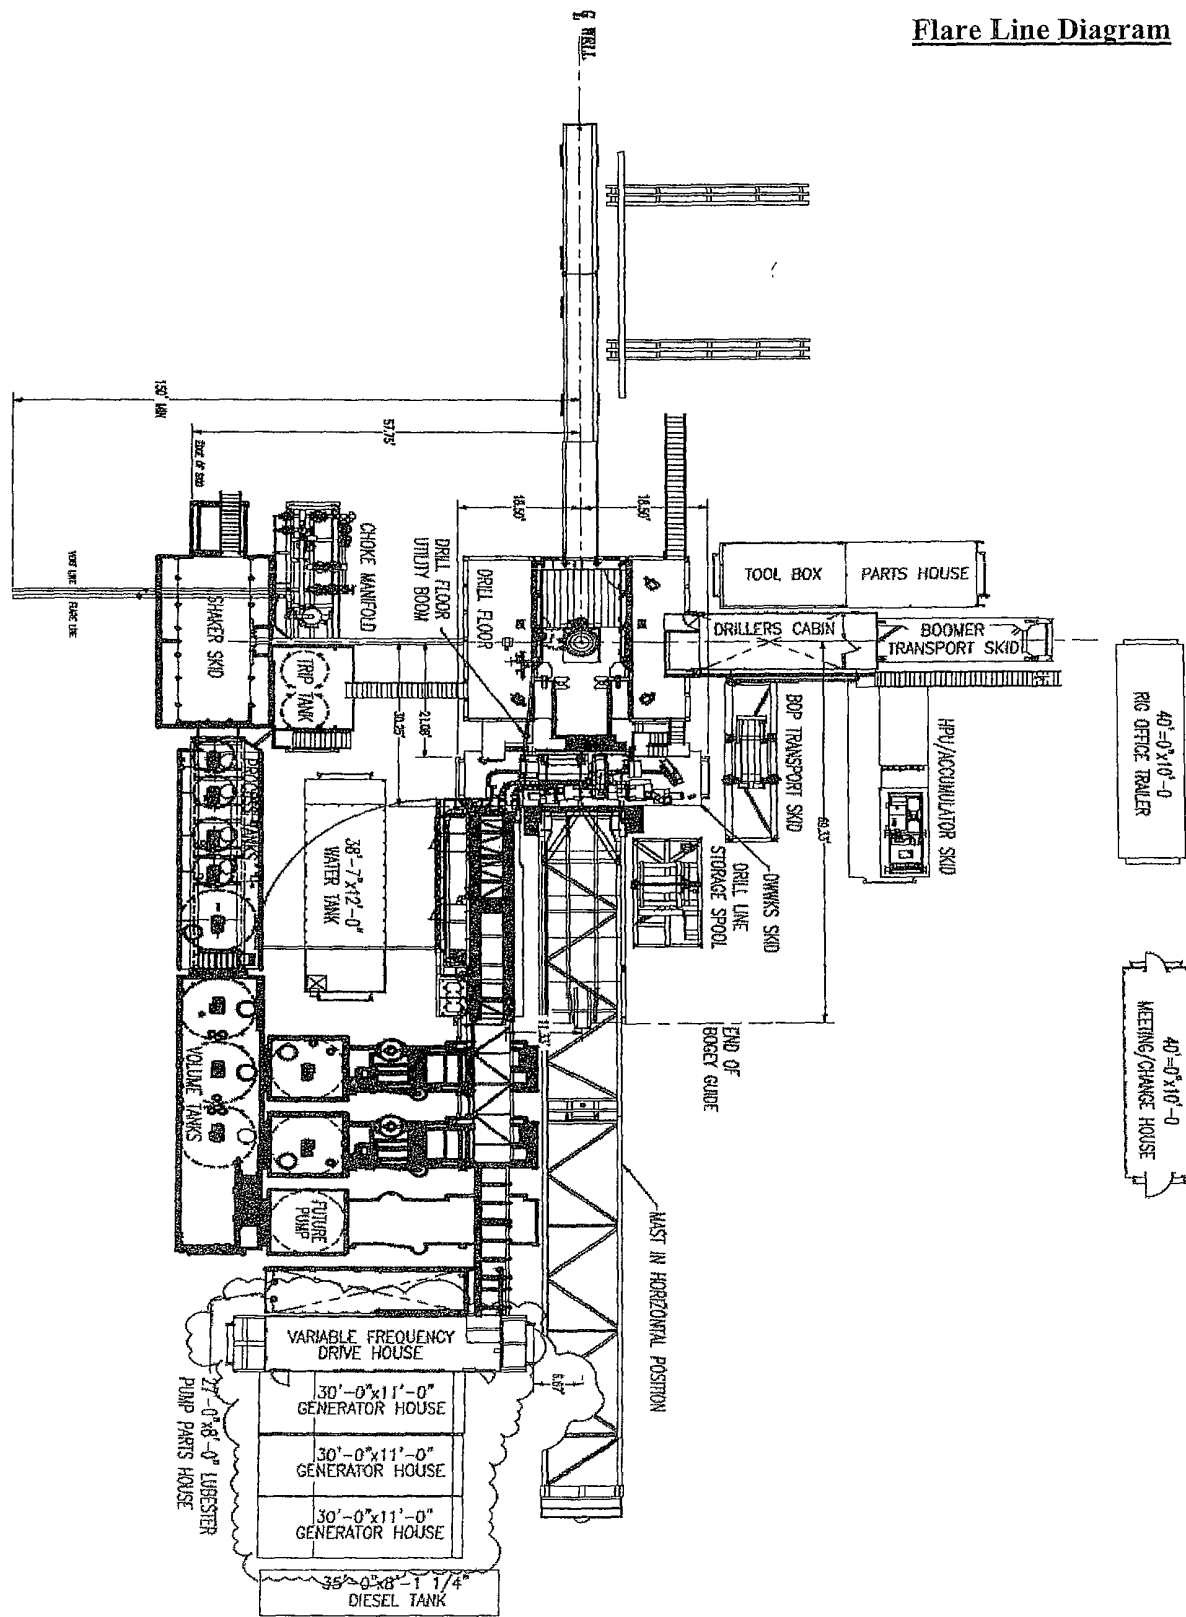 Flare Line Diagram
℄ WELL
150' MIN
57.75'
EDGE OF SKID
18.50'
18.50'
VENT LINE
FLARE LINE
CHOKE MANIFOLD
DRILL FLOOR
UTILITY BOOM
DRILL FLOOR
SHAKER SKID
TRIP
TANK
TOOL BOX
PARTS HOUSE
DRILLERS CABIN
BOOMER
TRANSPORT SKID
40'=0"x10'-0
RIG OFFICE TRAILER
21.08'
30.25'
BOP TRANSPORT SKID
HPU/ACCUMULATOR SKID
69.33'
PROCESS TANKS
38'-7"x12'-0"
WATER TANK
DRILL LINE
STORAGE SPOOL
DWWKS SKID
40'=0"x10'-0
MEETING/CHANGE HOUSE
11.33'
END OF
BOGEY GUIDE
VOLUME TANKS
FUTURE
PUMP
MAST IN HORIZONTAL POSITION
VARIABLE FREQUENCY
DRIVE HOUSE
6.67'
27'-0"x8'-0" LUBESTER
PUMP PARTS HOUSE
30'-0"x11'-0"
GENERATOR HOUSE
30'-0"x11'-0"
GENERATOR HOUSE
30'-0"x11'-0"
GENERATOR HOUSE
35'-0"x8'-1 1/4"
DIESEL TANK